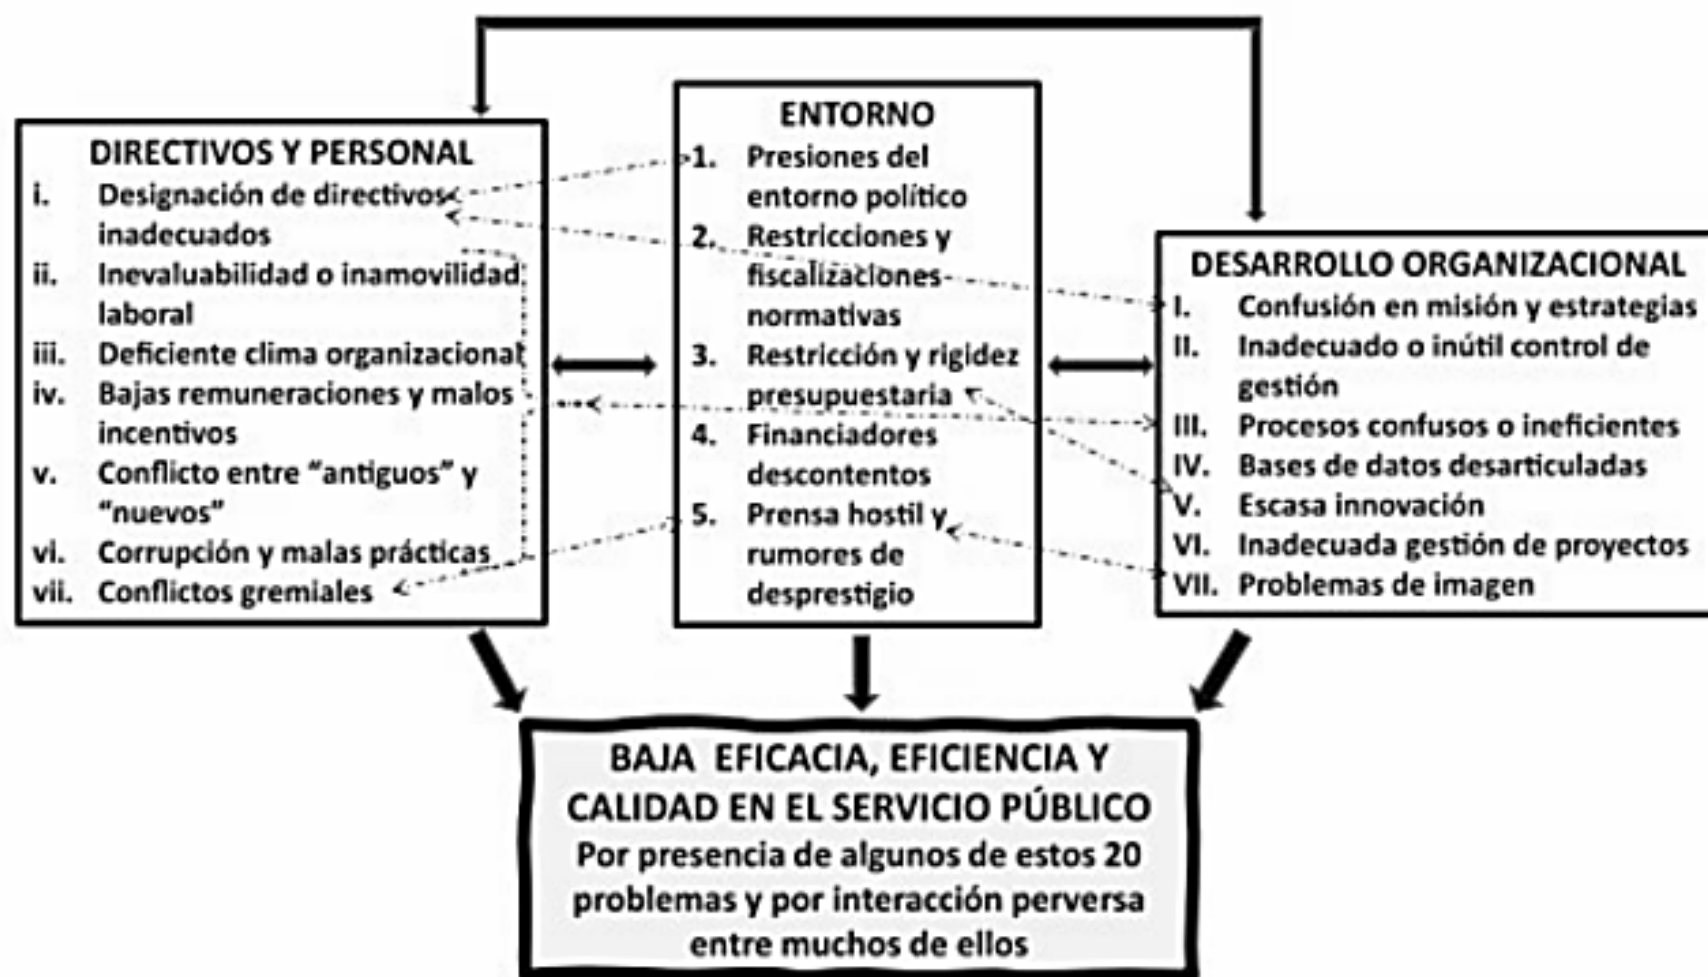 DIRECTIVOS Y PERSONAL
i. Designación de directivos
inadecuados
ii. Inevaluabilidad o inamovilidad
laboral
iii. Deficiente clima organizacional
iv. Bajas remuneraciones y malos
incentivos
v. Conflicto entre “antiguos” y
“nuevos”
vi. Corrupción y malas prácticas
vii. Conflictos gremiales
ENTORNO
1. Presiones del
entorno político
2. Restricciones y
fiscalizaciones
normativas
3. Restricción y rigidez
presupuestaria
4. Financiadores
descontentos
5. Prensa hostil y
rumores de
desprestigio
DESARROLLO ORGANIZACIONAL
I. Confusión en misión y estrategias
II. Inadecuado o inútil control de
gestión
III. Procesos confusos o ineficientes
IV. Bases de datos desarticuladas
V. Escasa innovación
VI. Inadecuada gestión de proyectos
VII. Problemas de imagen
BAJA EFICACIA, EFICIENCIA Y
CALIDAD EN EL SERVICIO PÚBLICO
Por presencia de algunos de estos 20
problemas y por interacción perversa
entre muchos de ellos